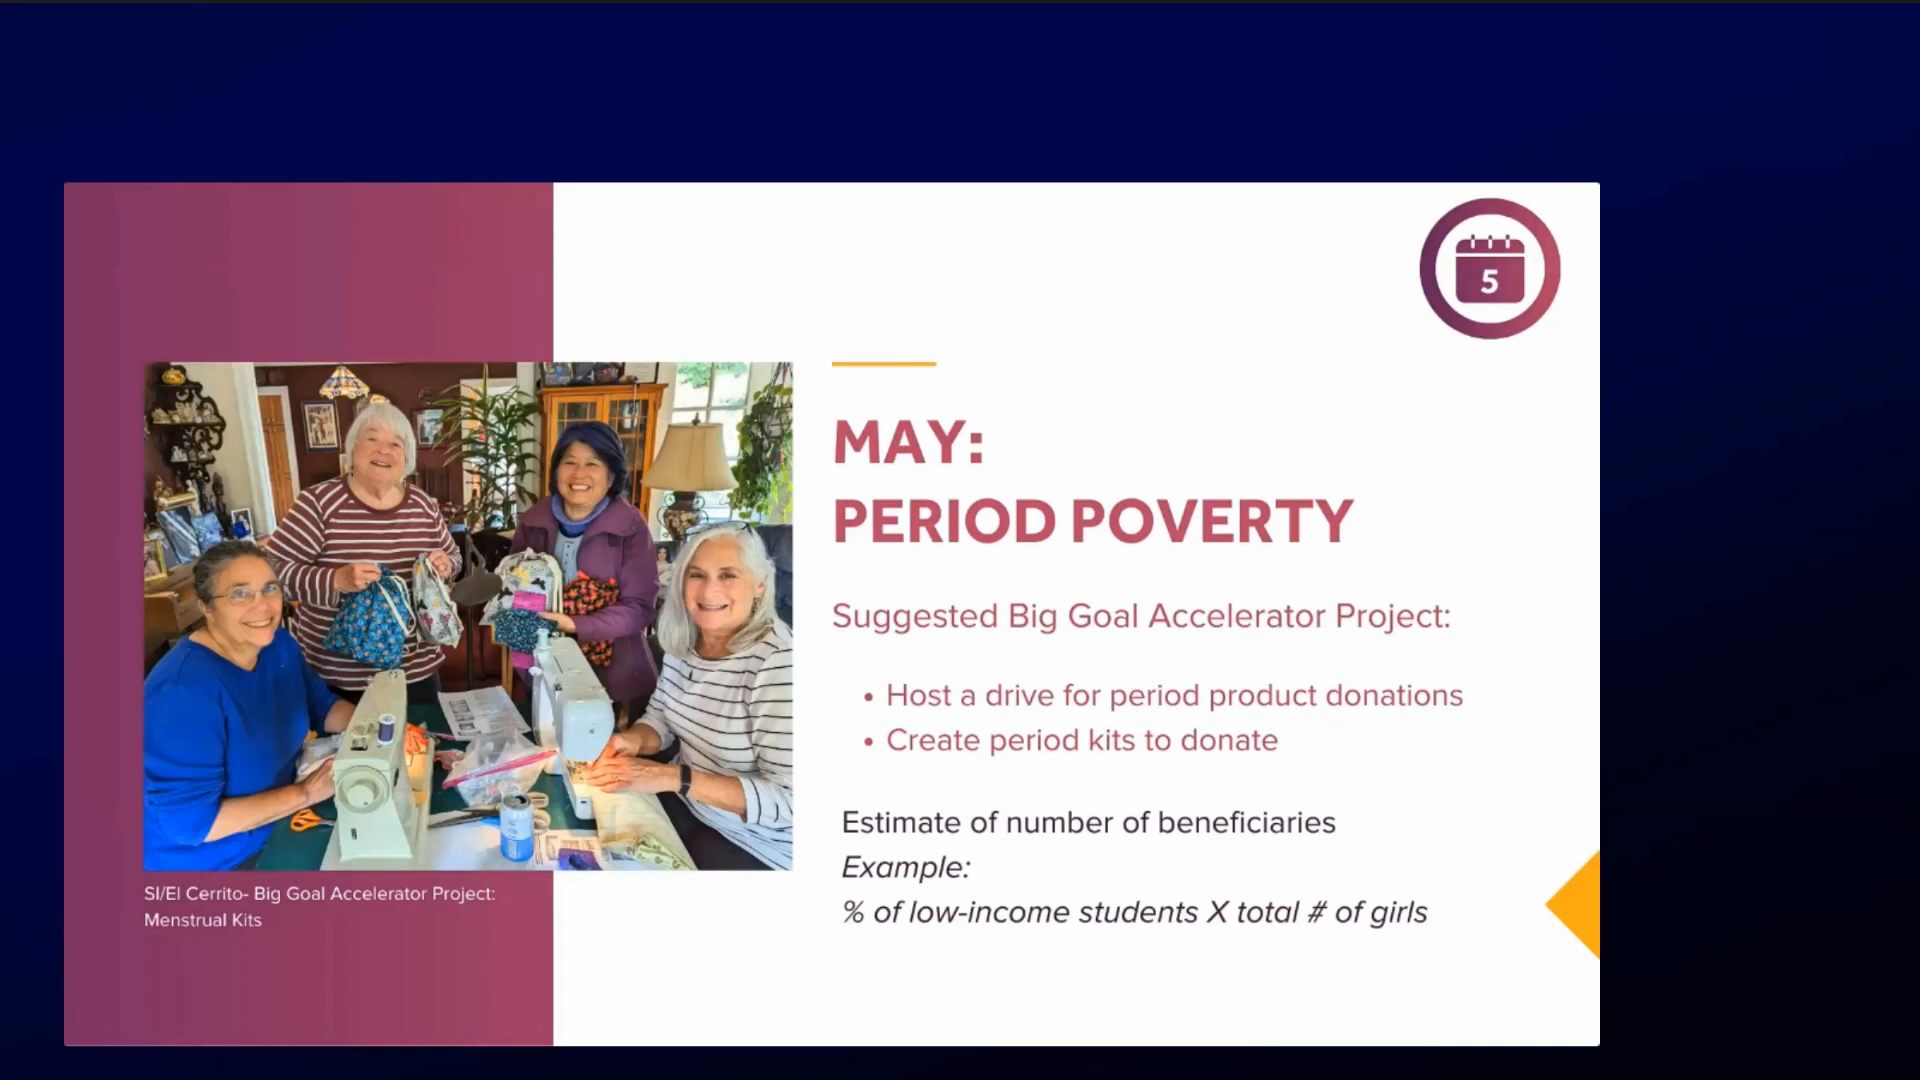 5
MAY:
PERIOD POVERTY
Suggested Big Goal Accelerator Project:
• Host a drive for period product donations
• Create period kits to donate
Estimate of number of beneficiaries
Example:
% of low-income students X total # of girls
SI/El Cerrito- Big Goal Accelerator Project:
Menstrual Kits